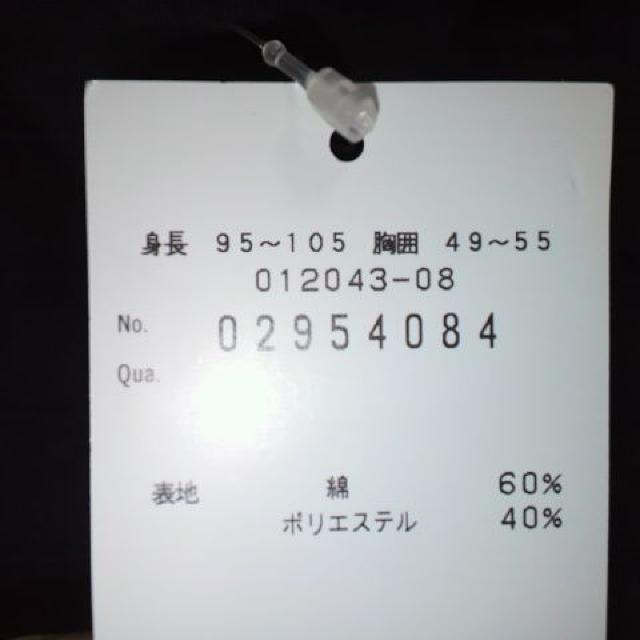 身長 95～105 胸囲 49～55
012043-08
No. 02954084
Qua.
表地 綿 60%
ポリエステル 40%